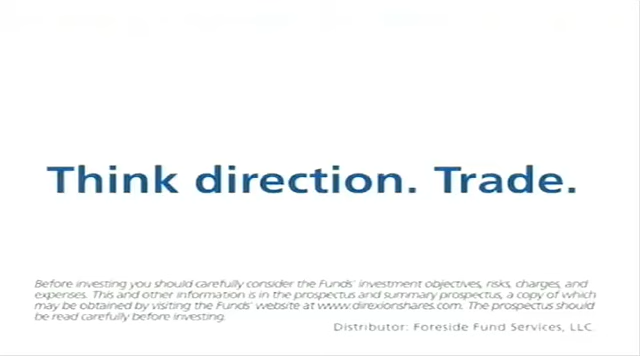 Think direction. Trade.
Before investing you should carefully consider the Funds' investment objectives, risks, charges, and
expenses. This and other information is in the prospectus and summary prospectus, a copy of which
may be obtained by visiting the Funds' website at www.direxionshares.com. The prospectus should
be read carefully before investing.
Distributor: Foreside Fund Services, LLC.